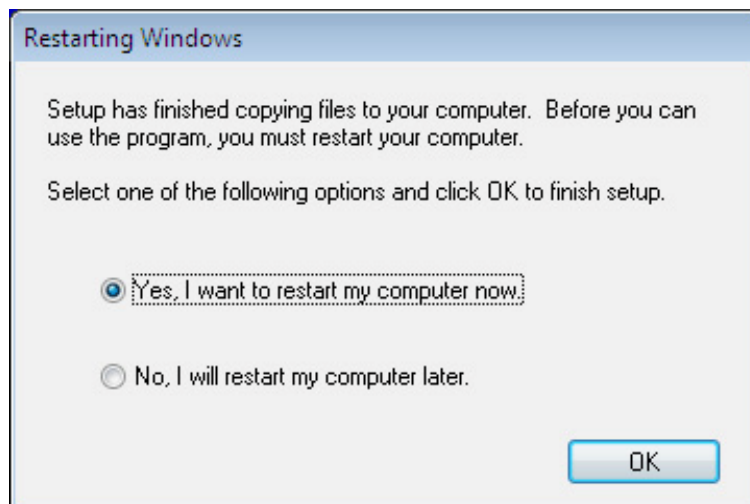 Restarting Windows
Setup has finished copying files to your computer.  Before you can
use the program, you must restart your computer.
Select one of the following options and click OK to finish setup.
Yes, I want to restart my computer now.
No, I will restart my computer later.
OK